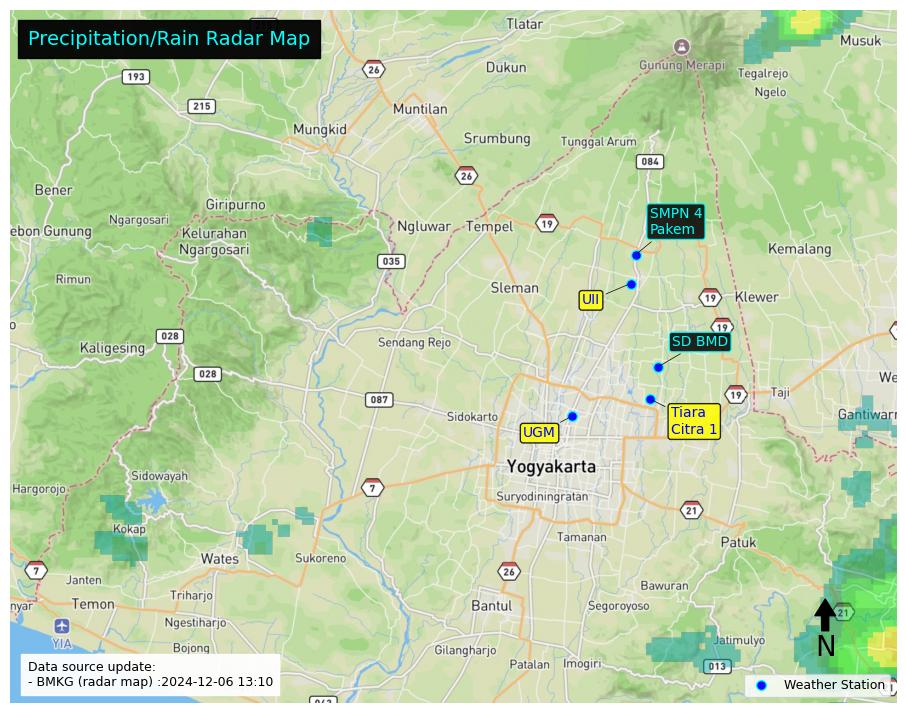 Precipitation/Rain Radar Map
Tlatar
26
193
Dukun
Gunung Merapi
Musuk
Tegalrejo
Ngelo
215
Muntilan
Mungkid
Srumbung
Tunggal Arum
084
26
Bener
Giripurno
Ngargosari
ebon Gunung
Kelurahan
Ngargosari
Ngluwar
Tempel
19
SMPN 4
Pakem
Kemalang
035
Rimun
Sleman
UII
19
Klewer
19
028
Kaligesing
Sendang Rejo
SD BMD
028
087
19
Taji
We
Sidokarto
UGM
Tiara
Citra 1
Gantiwarn
Yogyakarta
Sidowayah
Hargorojo
7
Suryodiningratan
21
Kokap
Tamanan
Patuk
Wates
Sukoreno
7
26
Janten
Bawuran
Triharjo
nyar
Temon
Bantul
Segoroyoso
21
YIA
Ngestiharjo
Bojong
Gilangharjo
Jatimulyo
N
Patalan
Imogiri
013
Data source update:
- BMKG (radar map) :2024-12-06 13:10
Weather Station